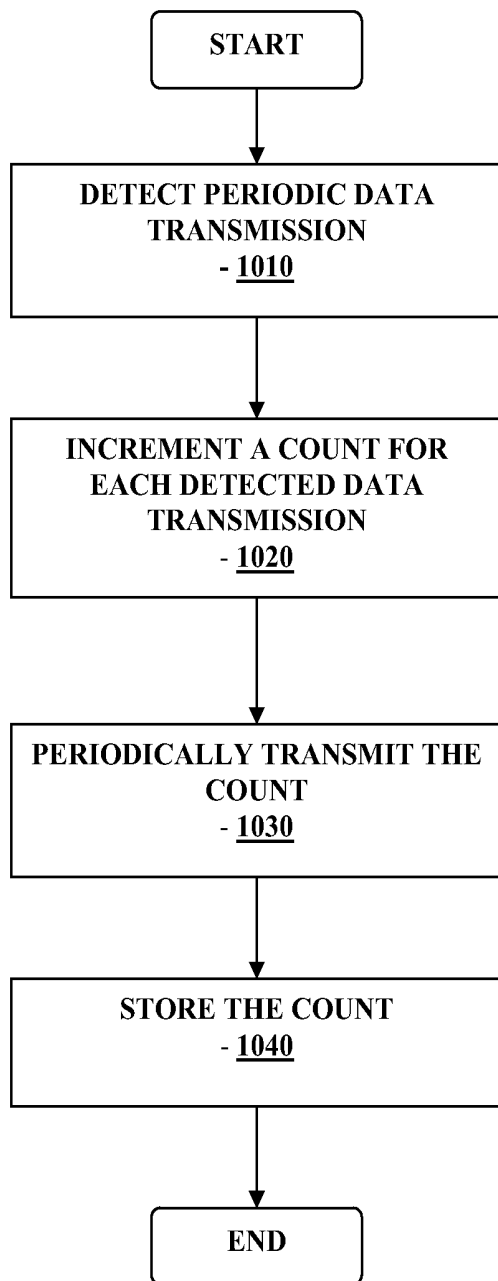 START
DETECT PERIODIC DATA
TRANSMISSION
- 1010
INCREMENT A COUNT FOR
EACH DETECTED DATA
TRANSMISSION
- 1020
PERIODICALLY TRANSMIT THE
COUNT
- 1030
STORE THE COUNT
- 1040
END